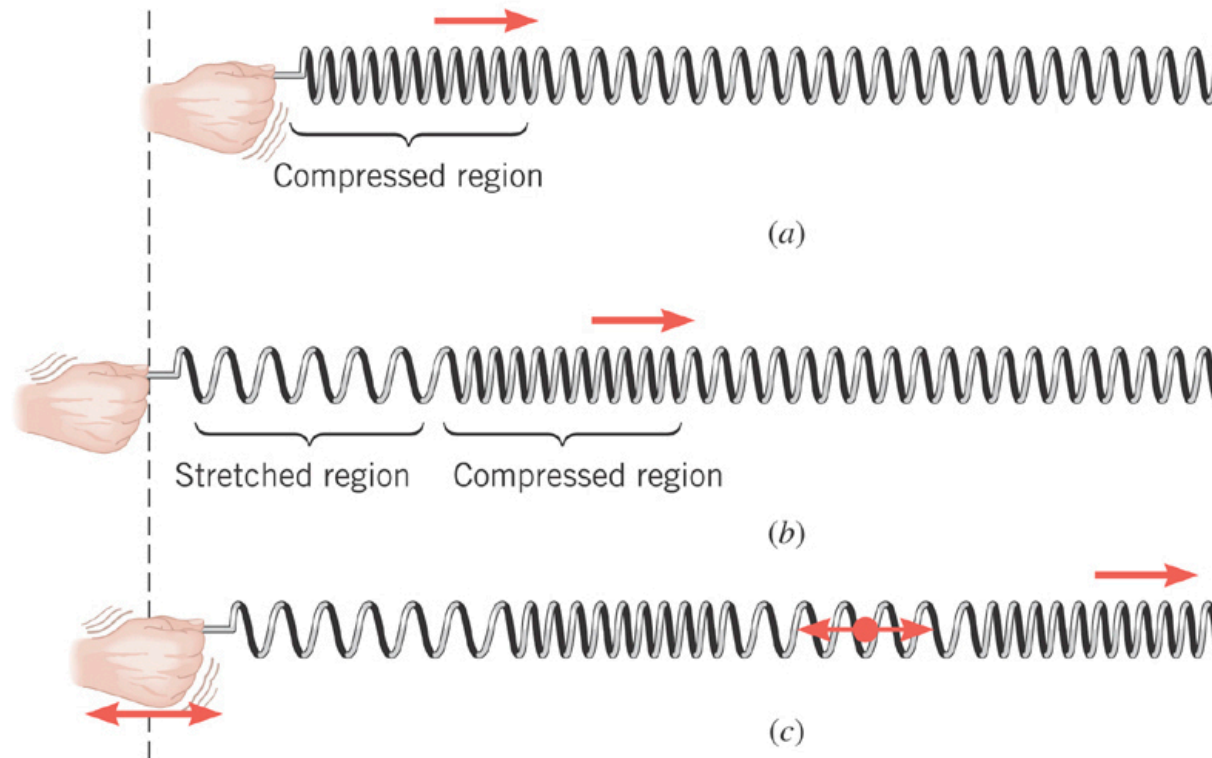 Compressed region
(a)
Stretched region Compressed region
(b)
(c)